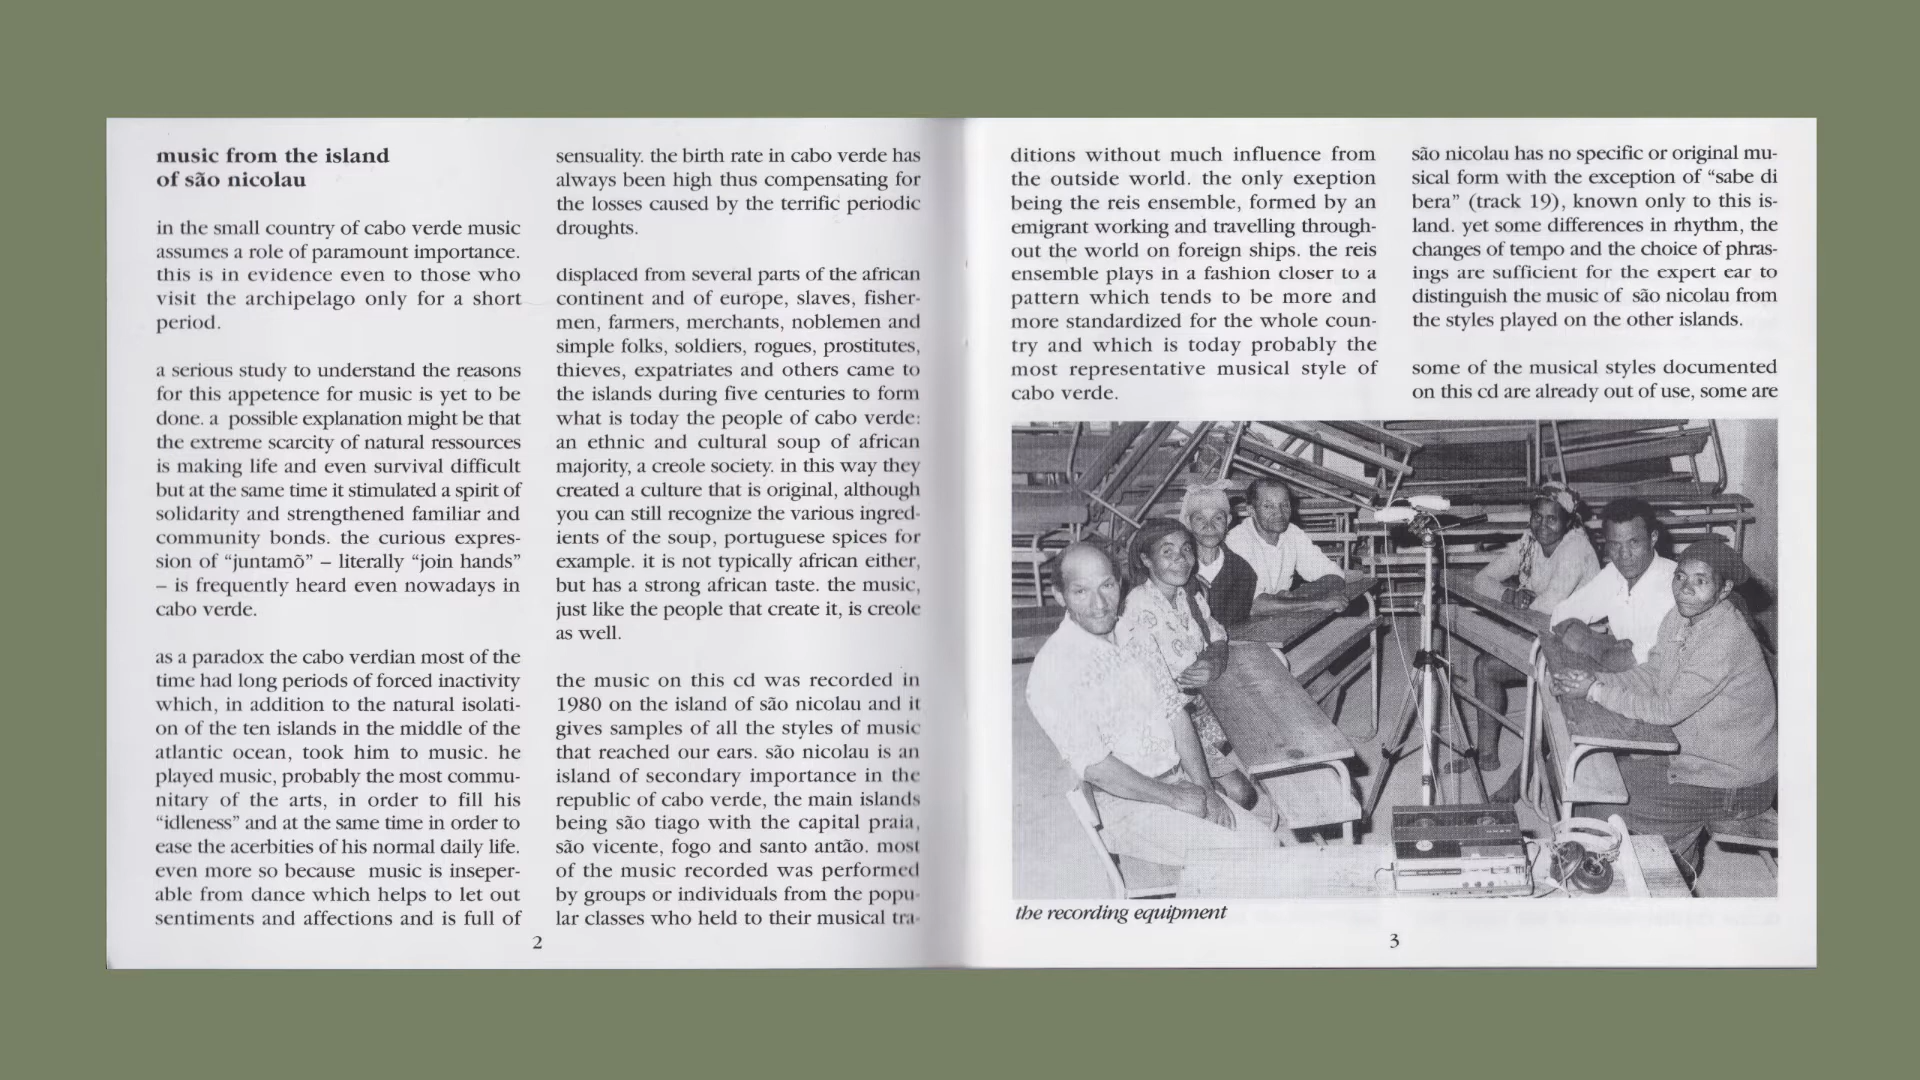 music from the island
of são nicolau
in the small country of cabo verde music
assumes a role of paramount importance.
this is in evidence even to those who
visit the archipelago only for a short
period.
a serious study to understand the reasons
for this appetence for music is yet to be
done. a possible explanation might be that
the extreme scarcity of natural ressources
is making life and even survival difficult
but at the same time it stimulated a spirit of
solidarity and strengthened familiar and
community bonds. the curious expres-
sion of “juntamõ” – literally “join hands”
– is frequently heard even nowadays in
cabo verde.
as a paradox the cabo verdian most of the
time had long periods of forced inactivity
which, in addition to the natural isolati-
on of the ten islands in the middle of the
atlantic ocean, took him to music. he
played music, probably the most commu-
nitary of the arts, in order to fill his
“idleness” and at the same time in order to
ease the acerbities of his normal daily life.
even more so because music is inseper-
able from dance which helps to let out
sentiments and affections and is full of
sensuality. the birth rate in cabo verde has
always been high thus compensating for
the losses caused by the terrific periodic
droughts.
displaced from several parts of the african
continent and of europe, slaves, fisher-
men, farmers, merchants, noblemen and
simple folks, soldiers, rogues, prostitutes,
thieves, expatriates and others came to
the islands during five centuries to form
what is today the people of cabo verde:
an ethnic and cultural soup of african
majority, a creole society. in this way they
created a culture that is original, although
you can still recognize the various ingred-
ients of the soup, portuguese spices for
example. it is not typically african either,
but has a strong african taste. the music,
just like the people that create it, is creole
as well.
the music on this cd was recorded in
1980 on the island of são nicolau and it
gives samples of all the styles of music
that reached our ears. são nicolau is an
island of secondary importance in the
republic of cabo verde, the main islands
being são tiago with the capital praia,
são vicente, fogo and santo antão. most
of the music recorded was performed
by groups or individuals from the popu-
lar classes who held to their musical tra-
2
ditions without much influence from
the outside world. the only exeption
being the reis ensemble, formed by an
emigrant working and travelling through-
out the world on foreign ships. the reis
ensemble plays in a fashion closer to a
pattern which tends to be more and
more standardized for the whole coun-
try and which is today probably the
most representative musical style of
cabo verde.
são nicolau has no specific or original mu-
sical form with the exception of “sabe di
bera” (track 19), known only to this is-
land. yet some differences in rhythm, the
changes of tempo and the choice of phras-
ings are sufficient for the expert ear to
distinguish the music of são nicolau from
the styles played on the other islands.
some of the musical styles documented
on this cd are already out of use, some are
the recording equipment
3